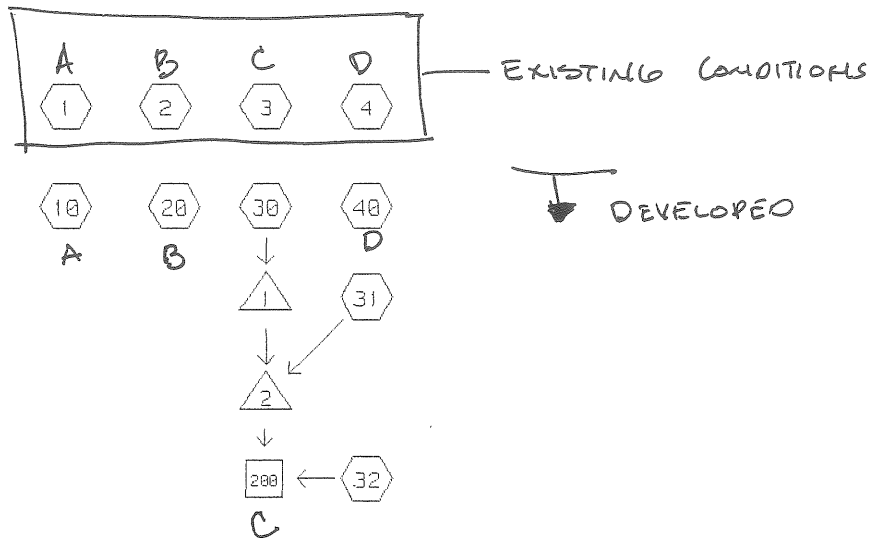 A B C D
1 2 3 4
EXISTING CONDITIONS
10 20 30 40
A B D
DEVELOPED
1 31
2
200 32
C